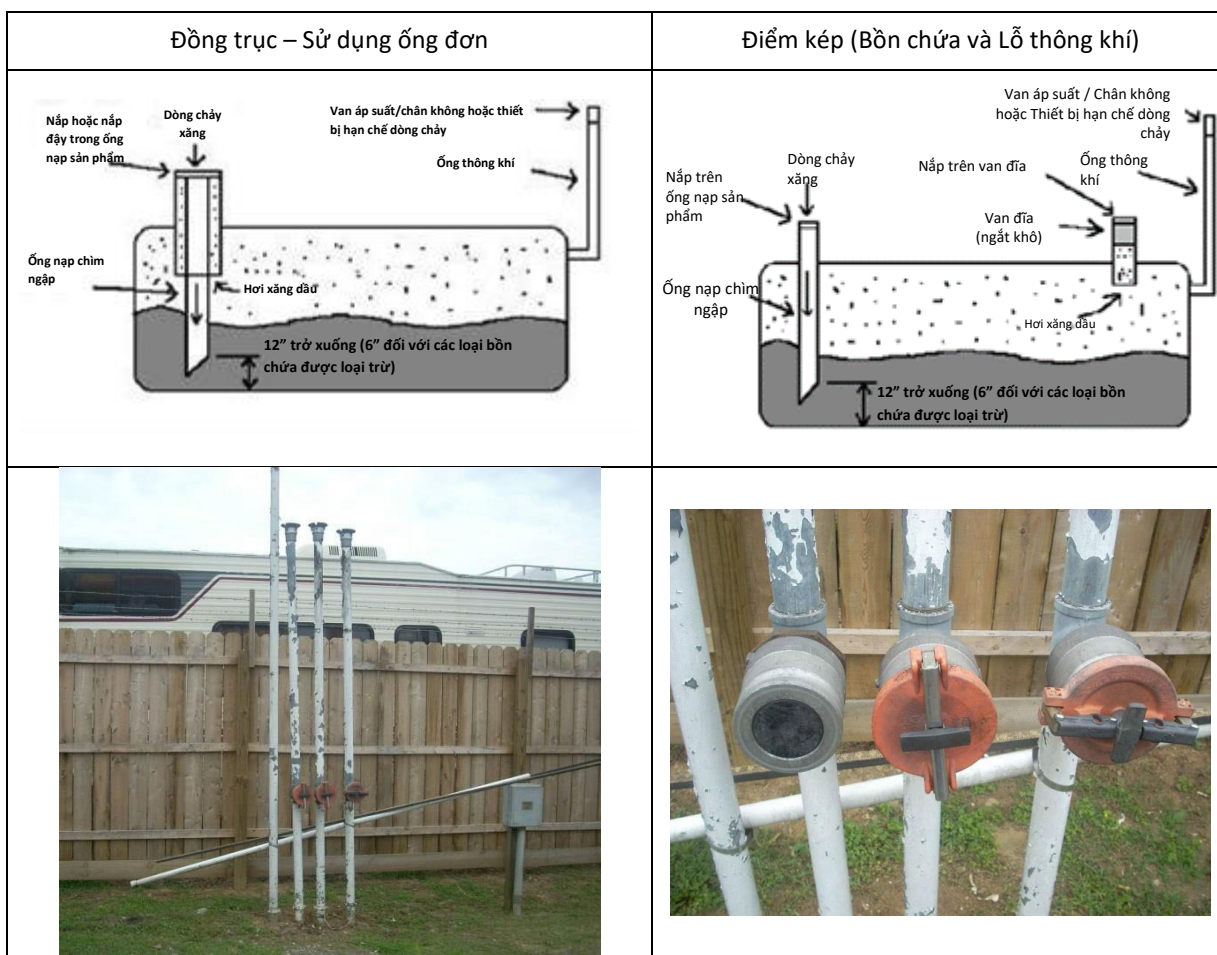 Đồng trục – Sử dụng ống đơn
Điểm kép (Bồn chứa và Lỗ thông khí)
Nắp hoặc nắp
đậy trong ống
nạp sản phẩm
Dòng chảy
xăng
Van áp suất/chân không hoặc thiết
bị hạn chế dòng chảy
Ống thông khí
Ống nạp chìm
ngập
Hơi xăng dầu
12” trở xuống (6” đối với các loại bồn
chứa được loại trừ)
Van áp suất / Chân không
hoặc Thiết bị hạn chế dòng
chảy
Nắp trên
ống nạp sản
phẩm
Dòng chảy
xăng
Nắp trên van đĩa
Ống thông
khí
Van đĩa
(ngắt khô)
Ống nạp chìm
ngập
Hơi xăng dầu
12” trở xuống (6” đối với các loại bồn
chứa được loại trừ)